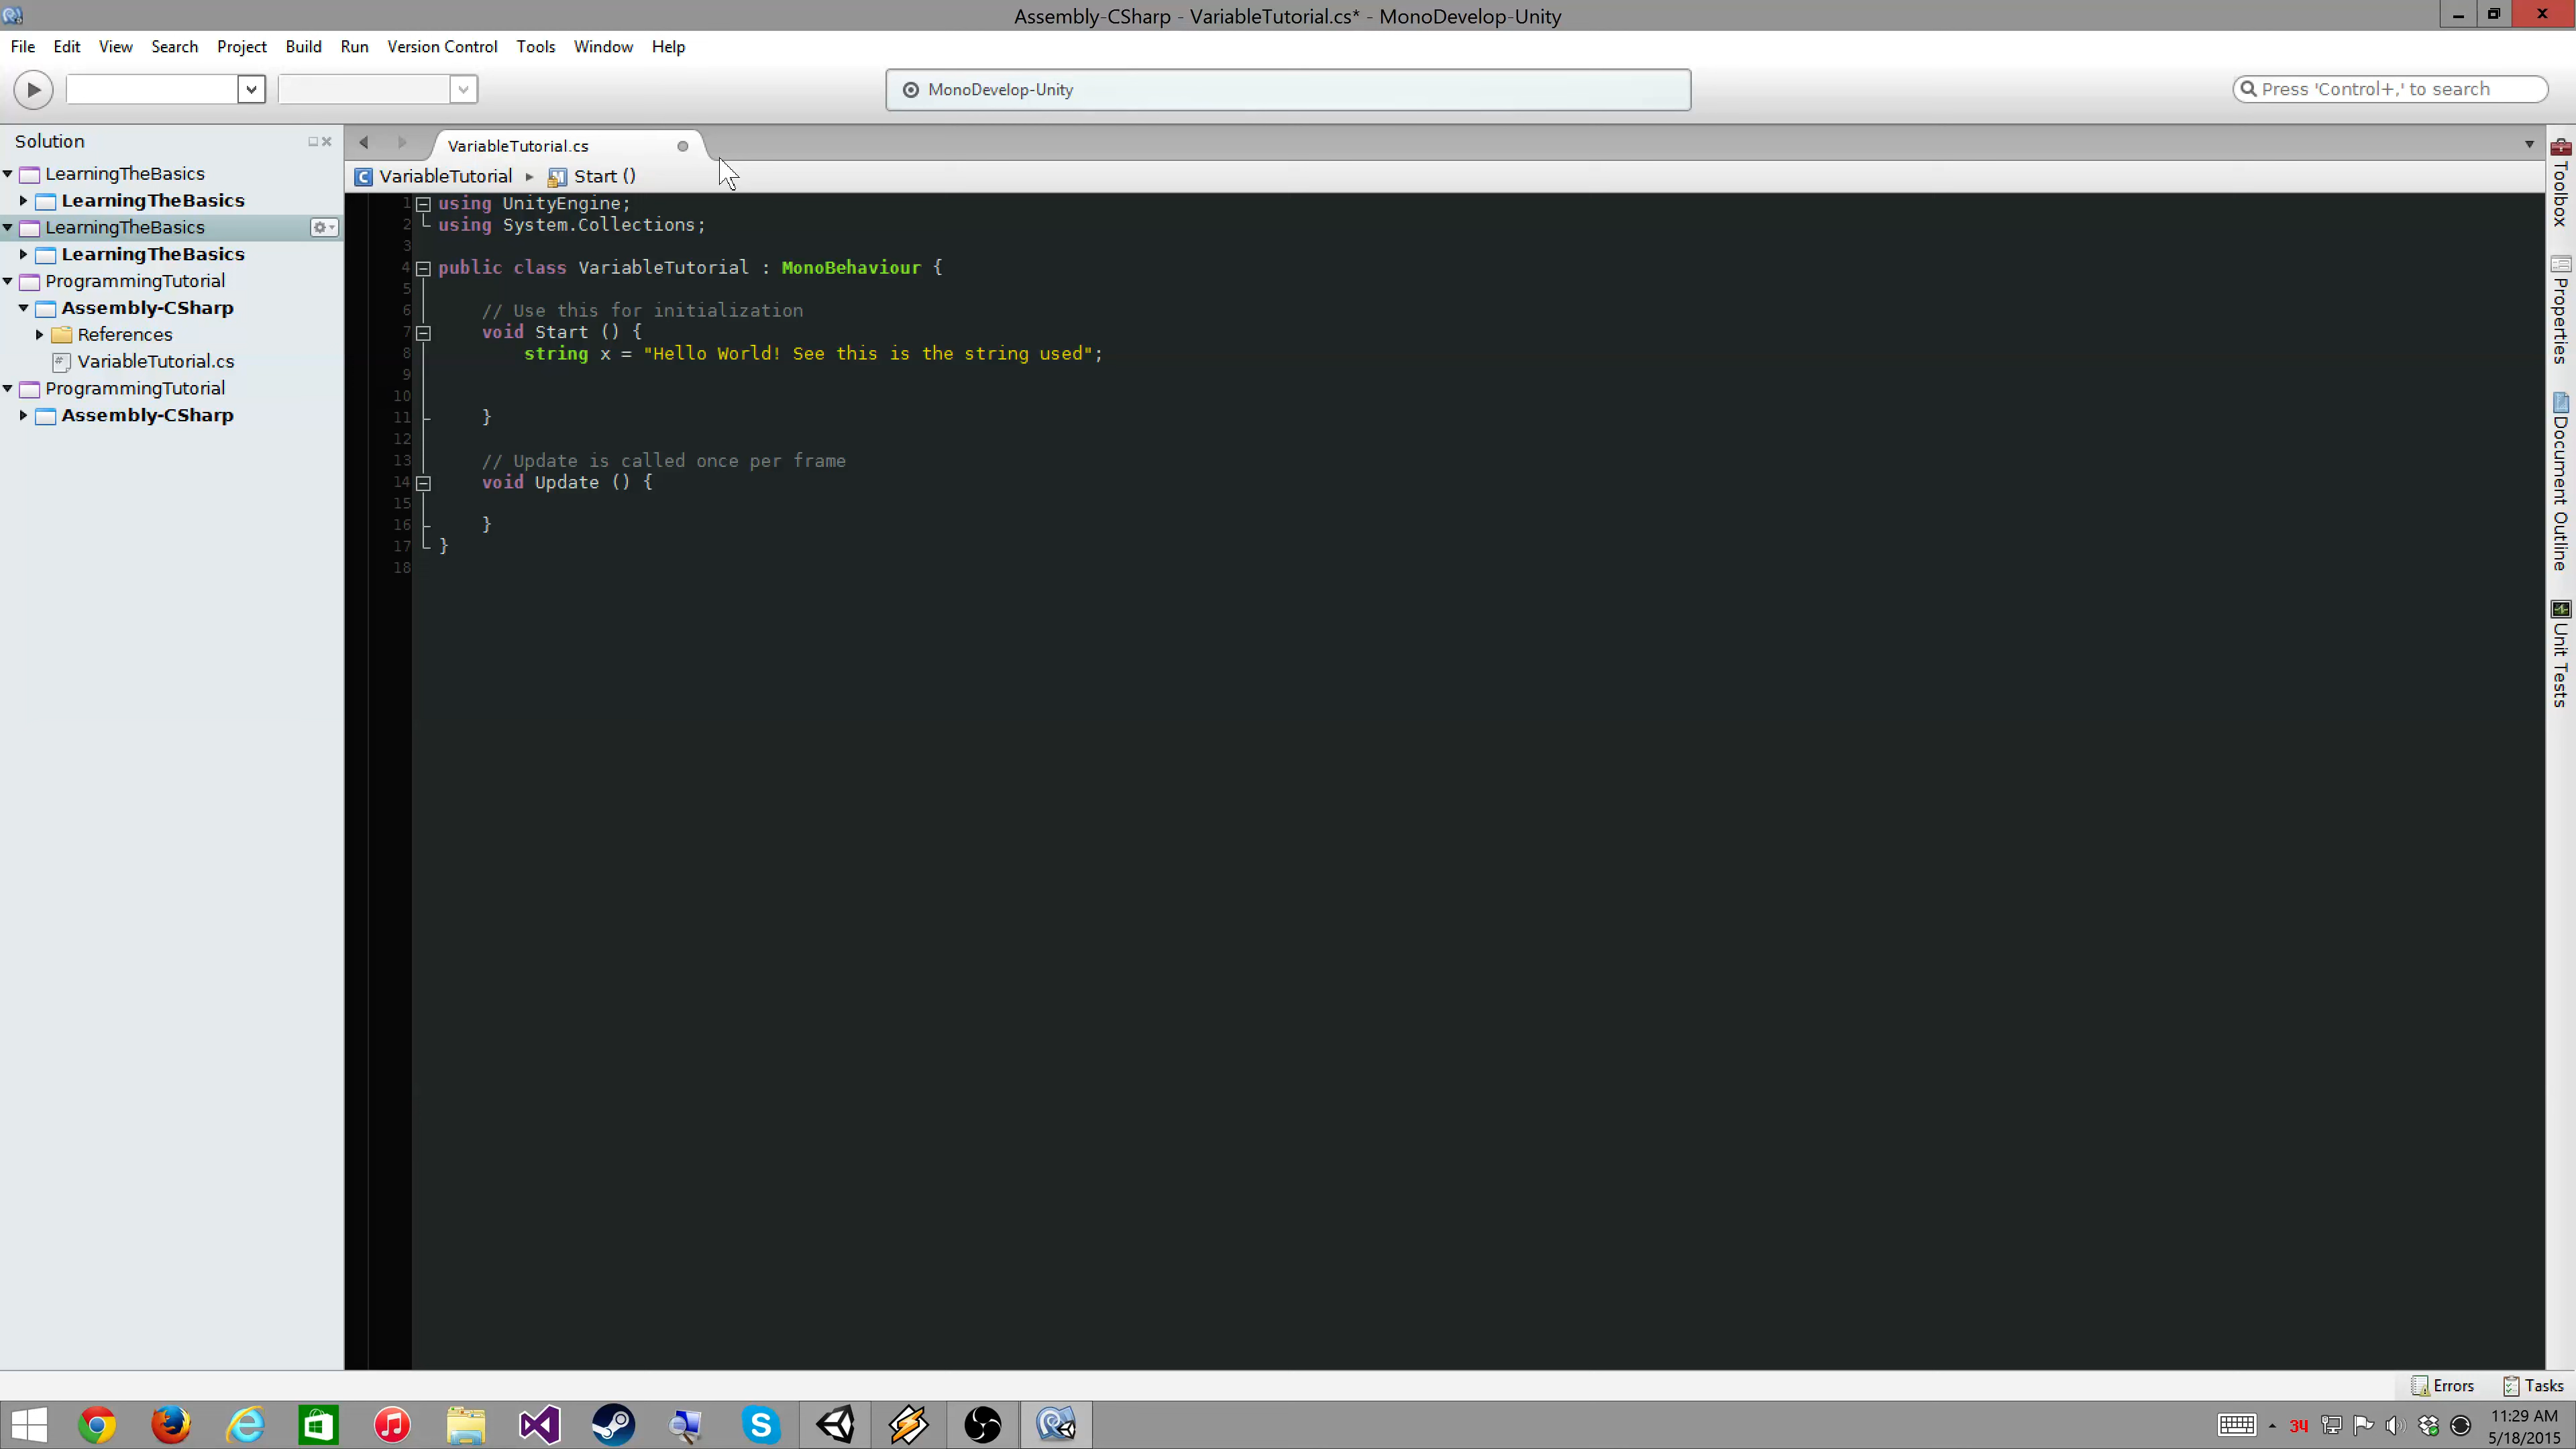 Assembly-CSharp - VariableTutorial.cs* - MonoDevelop-Unity
File Edit View Search Project Build Run Version Control Tools Window Help
MonoDevelop-Unity
Press 'Control+,' to search
Solution
LearningTheBasics
LearningTheBasics
LearningTheBasics
LearningTheBasics
ProgrammingTutorial
Assembly-CSharp
References
VariableTutorial.cs
ProgrammingTutorial
Assembly-CSharp
VariableTutorial.cs
VariableTutorial Start ()
1 using UnityEngine;
2 using System.Collections;
3
4 public class VariableTutorial : MonoBehaviour {
5
6 // Use this for initialization
7 void Start () {
8 string x = "Hello World! See this is the string used";
9
10
11 }
12
13 // Update is called once per frame
14 void Update () {
15
16 }
17 }
18
Toolbox
Properties
Document Outline
Unit Tests
Errors Tasks
34
11:29 AM
5/18/2015